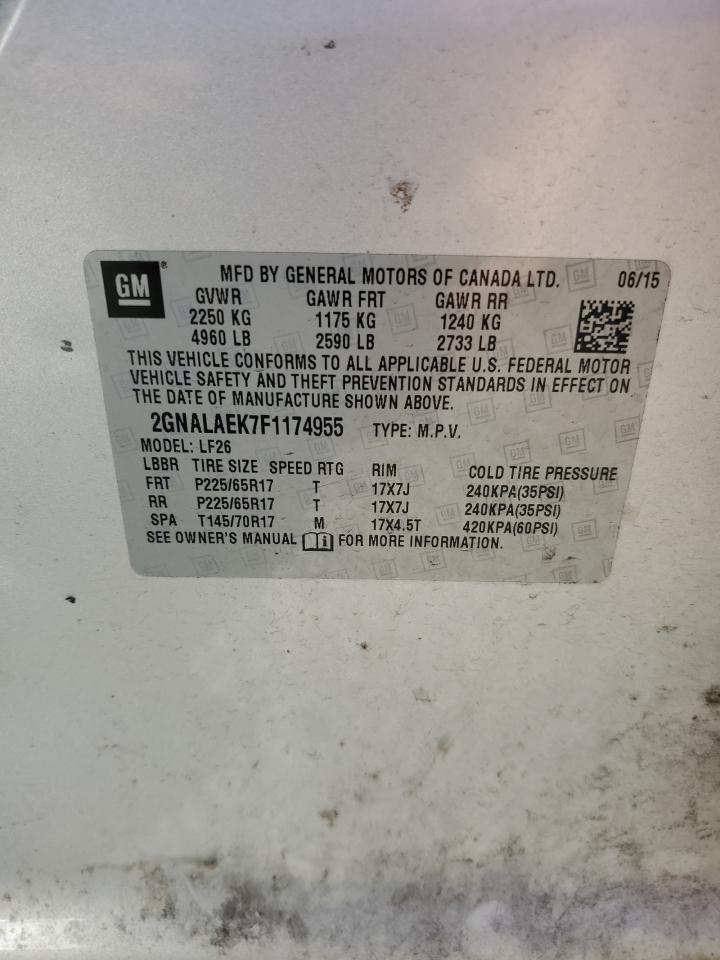 GM ® MFD BY GENERAL MOTORS OF CANADA LTD. 06/15
GVWR GAWR FRT GAWR RR
2250 KG 1175 KG 1240 KG
4960 LB 2590 LB 2733 LB
THIS VEHICLE CONFORMS TO ALL APPLICABLE U.S. FEDERAL MOTOR
VEHICLE SAFETY AND THEFT PREVENTION STANDARDS IN EFFECT ON
THE DATE OF MANUFACTURE SHOWN ABOVE.
2GNALAEK7F1174955 TYPE: M.P.V.
MODEL: LF26
LBBR TIRE SIZE SPEED RTG RIM COLD TIRE PRESSURE
FRT P225/65R17 T 17X7J 240KPA(35PSI)
RR P225/65R17 T 17X7J 240KPA(35PSI)
SPA T145/70R17 M 17X4.5T 420KPA(60PSI)
SEE OWNER'S MANUAL i FOR MORE INFORMATION.